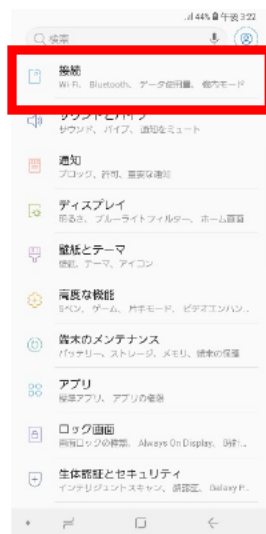 44% 午後 3:22
検索
接続
Wi-Fi、Bluetooth、データ使用量、機内モード
サウンドとバイブ
サウンド、バイブ、通知をミュート
通知
ブロック、許可、重要な通知
ディスプレイ
明るさ、ブルーライトフィルター、ホーム画面
壁紙とテーマ
壁紙、テーマ、アイコン
高度な機能
Sペン、ゲーム、片手モード、ビデオエンハン...
端末のメンテナンス
バッテリー、ストレージ、メモリ、端末の保護
アプリ
標準アプリ、アプリの権限
ロック画面
画面ロックの種類、Always On Display、時計...
生体認証とセキュリティ
インテリジェントスキャン、顔認証、Galaxy P...